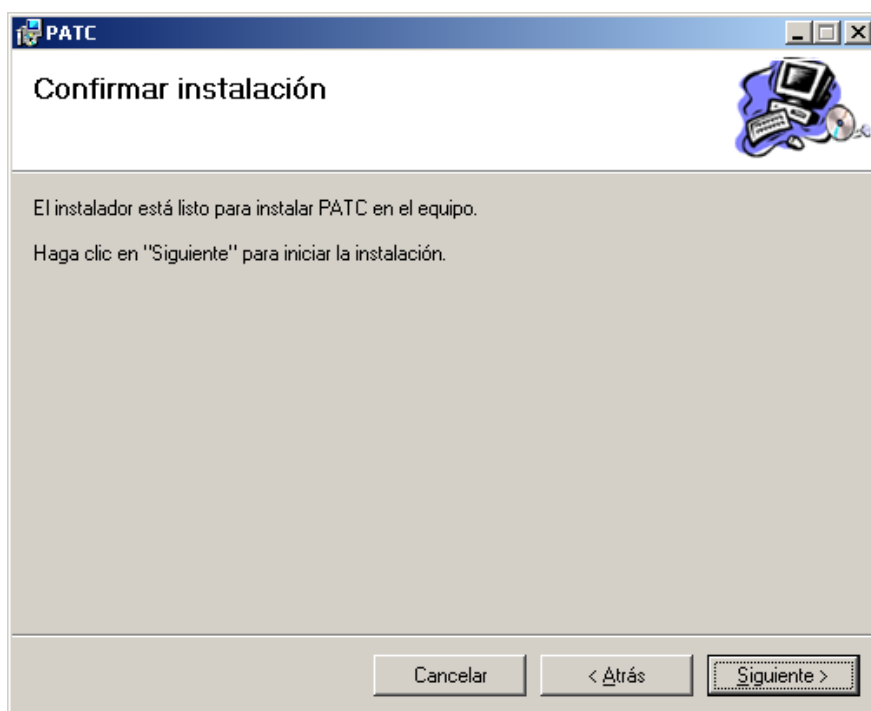 PATC
Confirmar instalación
El instalador está listo para instalar PATC en el equipo.
Haga clic en "Siguiente" para iniciar la instalación.
Cancelar
< Atrás
Siguiente >